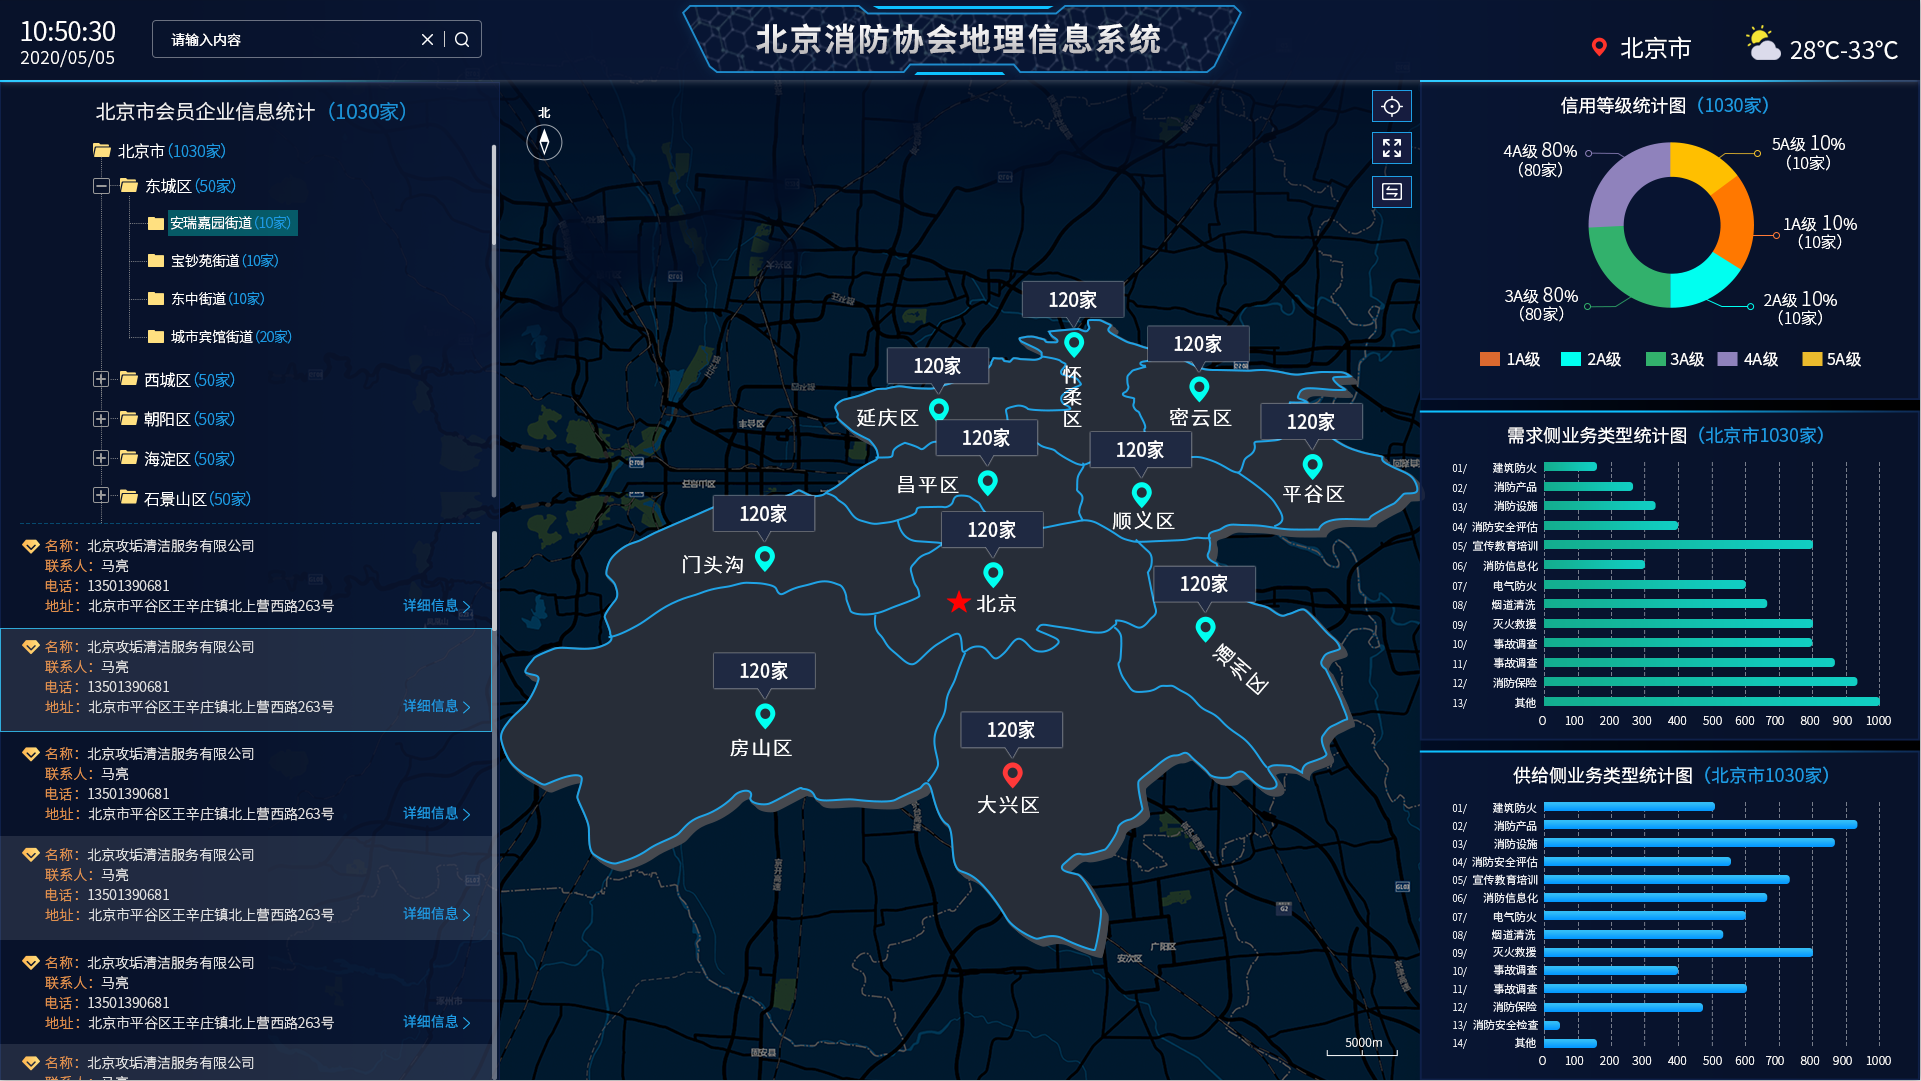 10:50:30
2020/05/05
请输入内容
北京消防协会地理信息系统
北京市
28℃-33℃
北京市会员企业信息统计（1030家）
北京市(1030家)
东城区(50家)
安瑞嘉园街道(10家)
宝钞苑街道(10家)
东中街道(10家)
城市宾馆街道(20家)
西城区(50家)
朝阳区(50家)
海淀区(50家)
石景山区(50家)
名称：北京攻垢清洁服务有限公司
联系人：马亮
电话：13501390681
地址：北京市平谷区王辛庄镇北上营西路263号
详细信息
名称：北京攻垢清洁服务有限公司
联系人：马亮
电话：13501390681
地址：北京市平谷区王辛庄镇北上营西路263号
详细信息
名称：北京攻垢清洁服务有限公司
联系人：马亮
电话：13501390681
地址：北京市平谷区王辛庄镇北上营西路263号
详细信息
名称：北京攻垢清洁服务有限公司
联系人：马亮
电话：13501390681
地址：北京市平谷区王辛庄镇北上营西路263号
详细信息
名称：北京攻垢清洁服务有限公司
联系人：马亮
电话：13501390681
地址：北京市平谷区王辛庄镇北上营西路263号
详细信息
名称：北京攻垢清洁服务有限公司
北
120家
怀柔区
120家
密云区
120家
延庆区
120家
平谷区
120家
昌平区
120家
顺义区
120家
门头沟
120家
北京
120家
通州区
120家
房山区
120家
大兴区
广阳区
安次区
固安县
G2
5000m
信用等级统计图（1030家）
4A级 80%
（80家）
5A级 10%
（10家）
1A级 10%
（10家）
3A级 80%
（80家）
2A级 10%
（10家）
1A级
2A级
3A级
4A级
5A级
需求侧业务类型统计图（北京市1030家）
01/ 建筑防火
02/ 消防产品
03/ 消防设施
04/ 消防安全评估
05/ 宣传教育培训
06/ 消防信息化
07/ 电气防火
08/ 烟道清洗
09/ 灭火救援
10/ 事故调查
11/ 事故调查
12/ 消防保险
13/ 其他
0 100 200 300 400 500 600 700 800 900 1000
供给侧业务类型统计图（北京市1030家）
01/ 建筑防火
02/ 消防产品
03/ 消防设施
04/ 消防安全评估
05/ 宣传教育培训
06/ 消防信息化
07/ 电气防火
08/ 烟道清洗
09/ 灭火救援
10/ 事故调查
11/ 事故调查
12/ 消防保险
13/ 消防安全检查
14/ 其他
0 100 200 300 400 500 600 700 800 900 1000